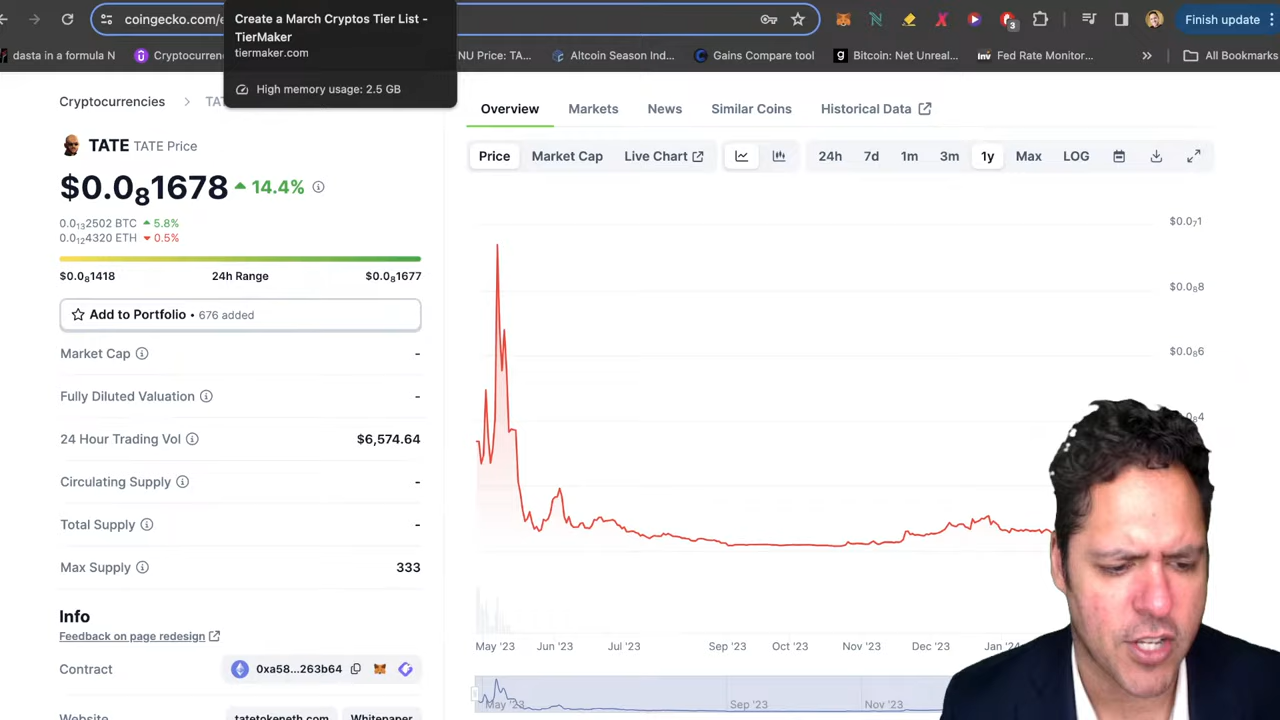 coingecko.com/e
Create a March Cryptos Tier List -
TierMaker
tiermaker.com
High memory usage: 2.5 GB
3
Finish update
dasta in a formula N
Cryptocurren
NU Price: TA...
Altcoin Season Ind...
Gains Compare tool
Bitcoin: Net Unreal...
Fed Rate Monitor...
»
All Bookmarks
Cryptocurrencies
TA
Overview
Markets
News
Similar Coins
Historical Data
TATE TATE Price
$0.0₈1678 14.4%
0.0₁₃2502 BTC 5.8%
0.0₁₂4320 ETH 0.5%
$0.0₈1418 24h Range $0.0₈1677
Add to Portfolio • 676 added
Market Cap -
Fully Diluted Valuation -
24 Hour Trading Vol $6,574.64
Circulating Supply -
Total Supply -
Max Supply 333
Info
Feedback on page redesign
Contract 0xa58...263b64
Website tatetokeneth.com Whitepaper
Price Market Cap Live Chart 24h 7d 1m 3m 1y Max LOG
$0.0₇1
$0.0₈8
$0.0₈6
May '23 Jun '23 Jul '23 Sep '23 Oct '23 Nov '23 Dec '23 Jan '24
May '23 Sep '23 Nov '23